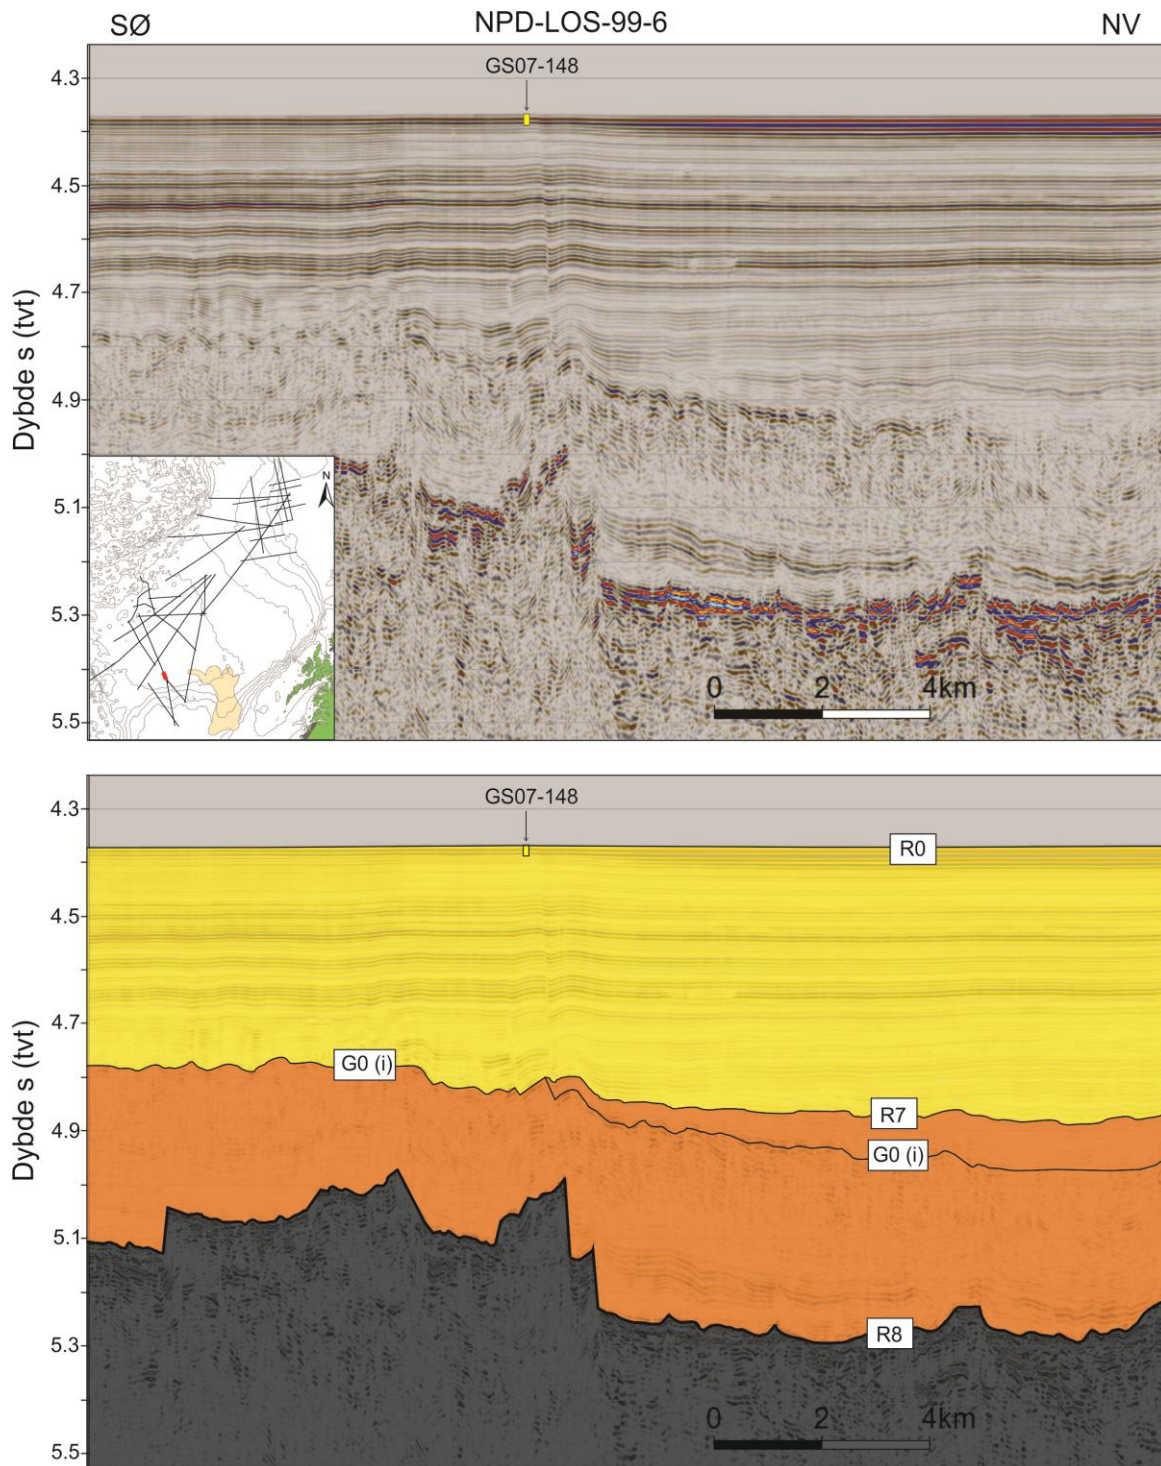 SØ NPD-LOS-99-6 NV
GS07-148
4.3
4.5
4.7
4.9
5.1
5.3
5.5
Dybde s (tvt)
N
0 2 4km
GS07-148
4.3
4.5
4.7
4.9
5.1
5.3
5.5
Dybde s (tvt)
R0
G0 (i)
R7
G0 (i)
R8
0 2 4km